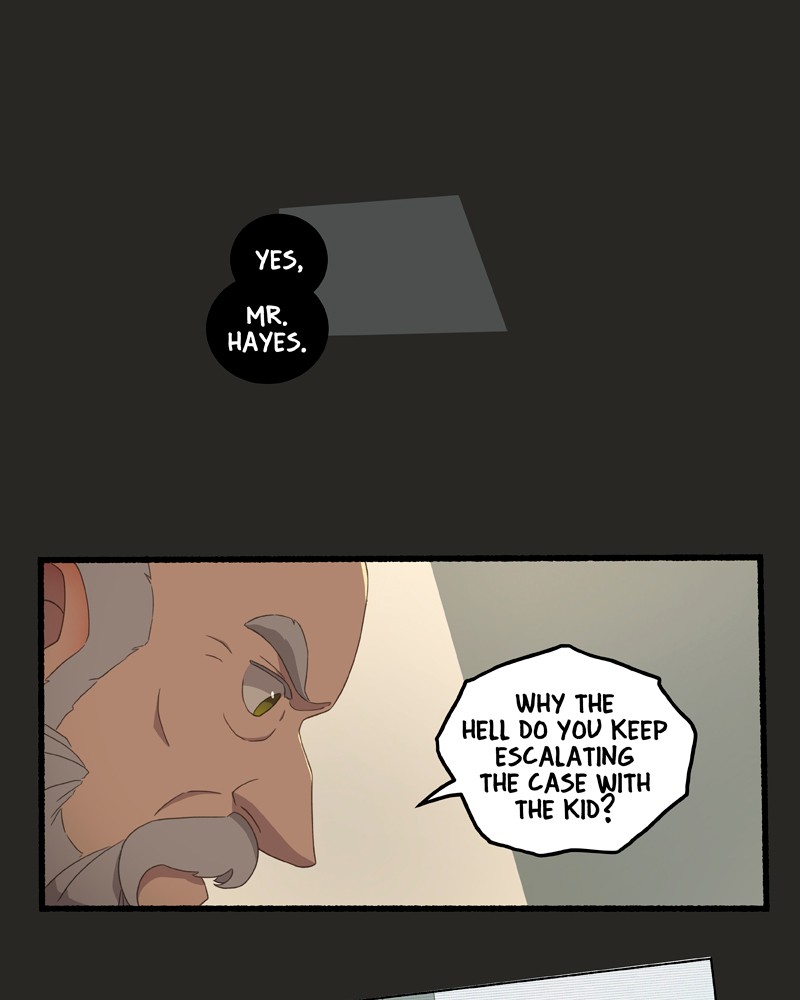 YES,
MR.
HAYES.
WHY THE
HELL DO YOU KEEP
ESCALATING
THE CASE WITH
THE KID?